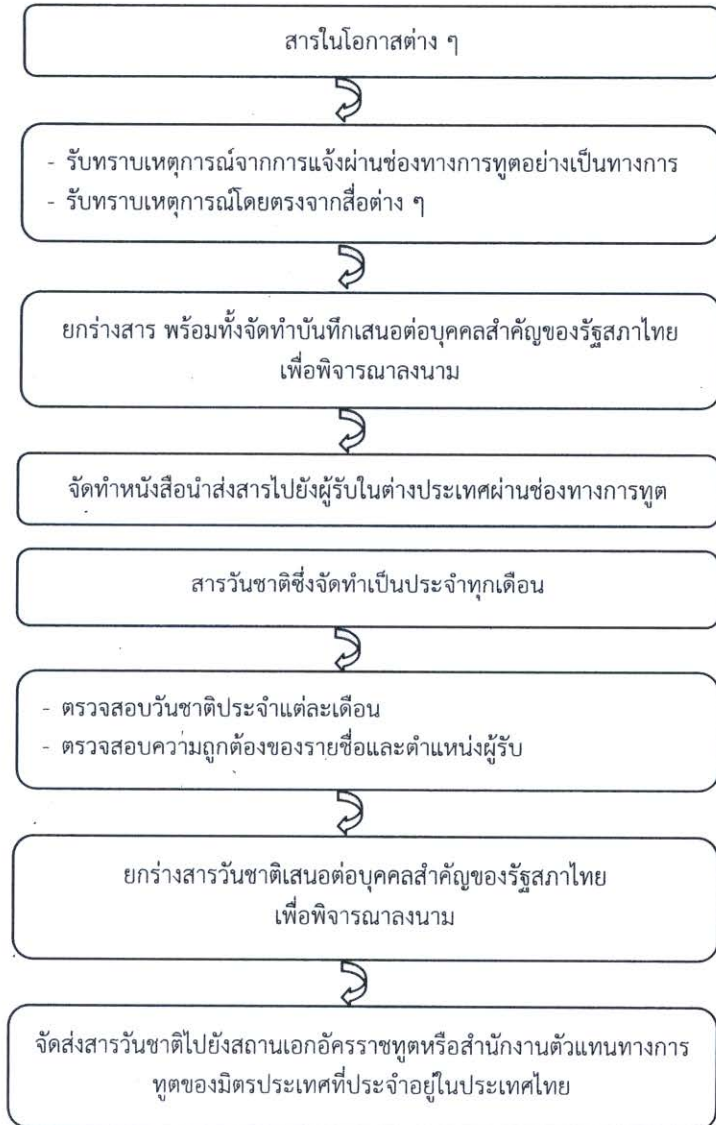 สารในโอกาสต่าง ๆ
- รับทราบเหตุการณ์จากการแจ้งผ่านช่องทางการทูตอย่างเป็นทางการ
- รับทราบเหตุการณ์โดยตรงจากสื่อต่าง ๆ
ยกร่างสาร พร้อมทั้งจัดทำบันทึกเสนอต่อบุคคลสำคัญของรัฐสภาไทย
เพื่อพิจารณาลงนาม
จัดทำหนังสือนำส่งสารไปยังผู้รับในต่างประเทศผ่านช่องทางการทูต
สารวันชาติซึ่งจัดทำเป็นประจำทุกเดือน
- ตรวจสอบวันชาติประจำแต่ละเดือน
- ตรวจสอบความถูกต้องของรายชื่อและตำแหน่งผู้รับ
ยกร่างสารวันชาติเสนอต่อบุคคลสำคัญของรัฐสภาไทย
เพื่อพิจารณาลงนาม
จัดส่งสารวันชาติไปยังสถานเอกอัครราชทูตหรือสำนักงานตัวแทนทางการ
ทูตของมิตรประเทศที่ประจำอยู่ในประเทศไทย